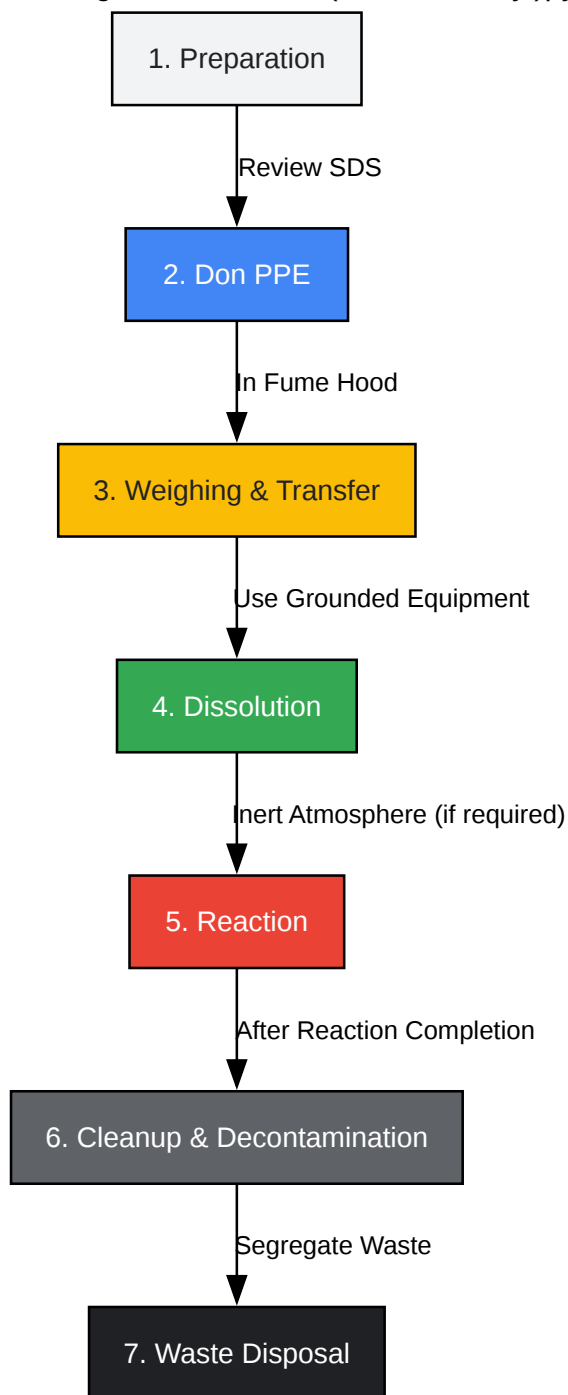 1. Preparation
Review SDS
2. Don PPE
In Fume Hood
3. Weighing & Transfer
Use Grounded Equipment
4. Dissolution
Inert Atmosphere (if required)
5. Reaction
After Reaction Completion
6. Cleanup & Decontamination
Segregate Waste
7. Waste Disposal